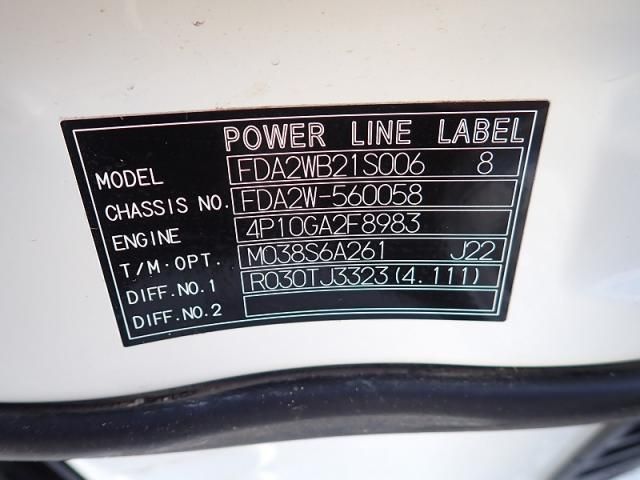 POWER LINE LABEL
MODEL FDA2WB21S006 8
CHASSIS NO. FDA2W-560058
ENGINE 4P10GA2F8983
T/M·OPT. M038S6A261 J22
DIFF.NO.1 R030TJ3323(4.111)
DIFF.NO.2